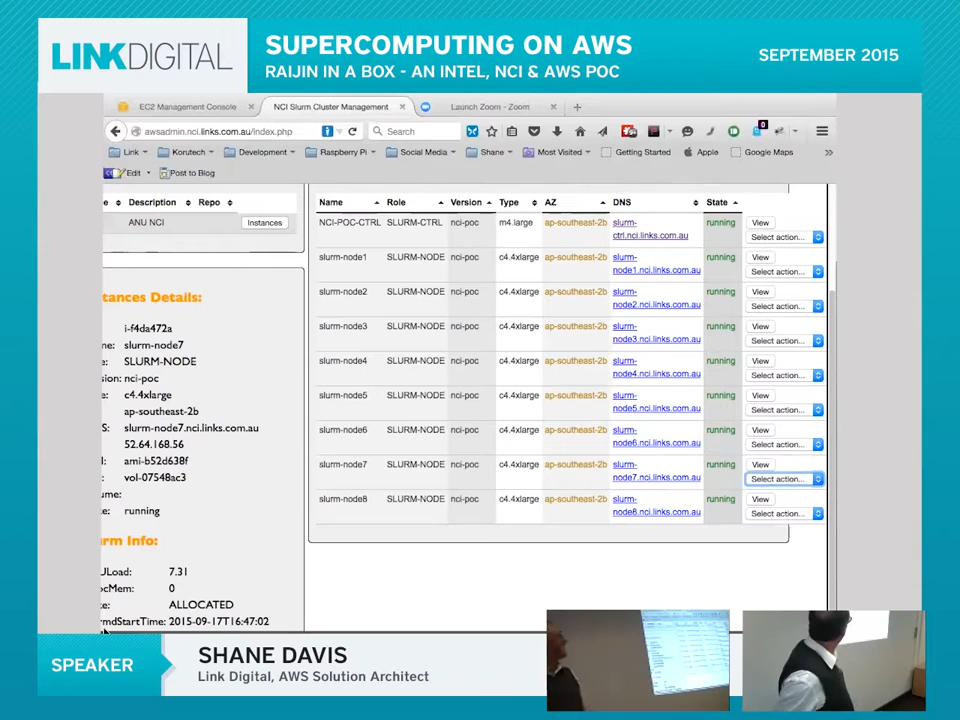 LINKDIGITAL
SUPERCOMPUTING ON AWS
RAIJIN IN A BOX - AN INTEL, NCI & AWS POC
SEPTEMBER 2015
EC2 Management Console × NCI Slurm Cluster Management × Launch Zoom - Zoom × +
awsadmin.nci.links.com.au/index.php Search 0
Link Korutech Development Raspberry Pi Social Media Shane Most Visited Getting Started Apple Google Maps »
Edit Post to Blog
e Description Repo
ANU NCI Instances
Name Role Version Type AZ DNS State
NCI-POC-CTRL SLURM-CTRL nci-poc m4.large ap-southeast-2b slurm- running View
ctrl.nci.links.com.au Select action...
slurm-node1 SLURM-NODE nci-poc c4.4xlarge ap-southeast-2b slurm- running View
node1.nci.links.com.au Select action...
slurm-node2 SLURM-NODE nci-poc c4.4xlarge ap-southeast-2b slurm- running View
node2.nci.links.com.au Select action...
slurm-node3 SLURM-NODE nci-poc c4.4xlarge ap-southeast-2b slurm- running View
node3.nci.links.com.au Select action...
slurm-node4 SLURM-NODE nci-poc c4.4xlarge ap-southeast-2b slurm- running View
node4.nci.links.com.au Select action...
slurm-node5 SLURM-NODE nci-poc c4.4xlarge ap-southeast-2b slurm- running View
node5.nci.links.com.au Select action...
slurm-node6 SLURM-NODE nci-poc c4.4xlarge ap-southeast-2b slurm- running View
node6.nci.links.com.au Select action...
slurm-node7 SLURM-NODE nci-poc c4.4xlarge ap-southeast-2b slurm- running View
node7.nci.links.com.au Select action...
slurm-node8 SLURM-NODE nci-poc c4.4xlarge ap-southeast-2b slurm- running View
node8.nci.links.com.au Select action...
tances Details:
i-f4da472a
ne: slurm-node7
e: SLURM-NODE
sion: nci-poc
e: c4.4xlarge
ap-southeast-2b
S: slurm-node7.nci.links.com.au
52.64.168.56
l: ami-b52d638f
l: vol-07548ac3
ume:
te: running
urm Info:
ULoad: 7.31
ocMem: 0
te: ALLOCATED
rmdStartTime: 2015-09-17T16:47:02
SPEAKER
SHANE DAVIS
Link Digital, AWS Solution Architect